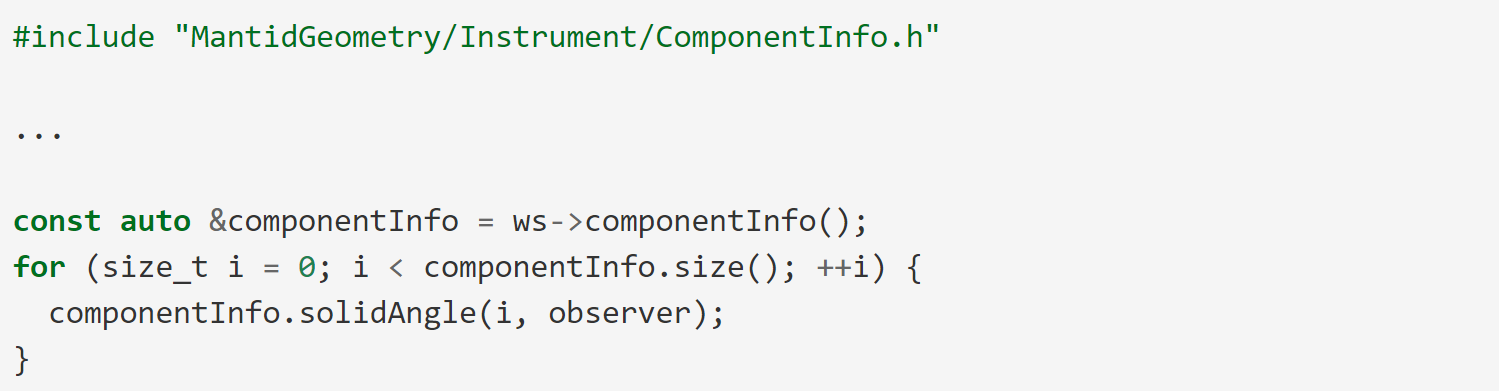 #include "MantidGeometry/Instrument/ComponentInfo.h"
...
const auto &componentInfo = ws->componentInfo();
for (size_t i = 0; i < componentInfo.size(); ++i) {
  componentInfo.solidAngle(i, observer);
}